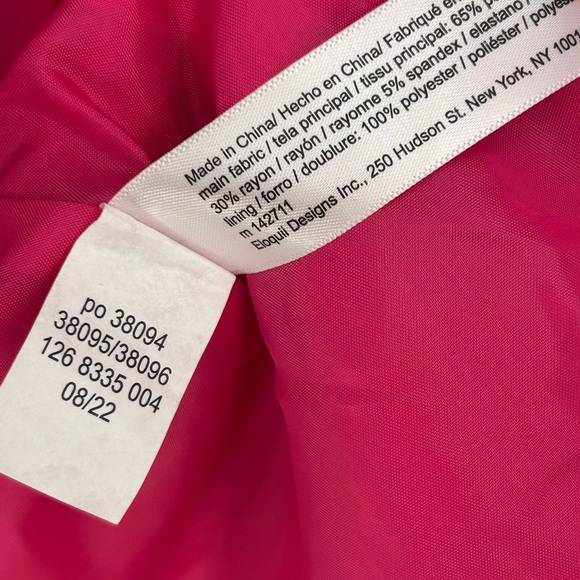 Made in China/ Hecho en China/ Fabriqué en
main fabric / tela principal / tissu principal: 65%
30% rayon / rayón / rayonne 5% spandex / elastano /
lining / forro / doublure: 100% polyester / poliéster /
m 142711
Eloquii Designs Inc., 250 Hudson St. New York, NY 1001
po 38094
38095/38096
126 8335 004
08/22